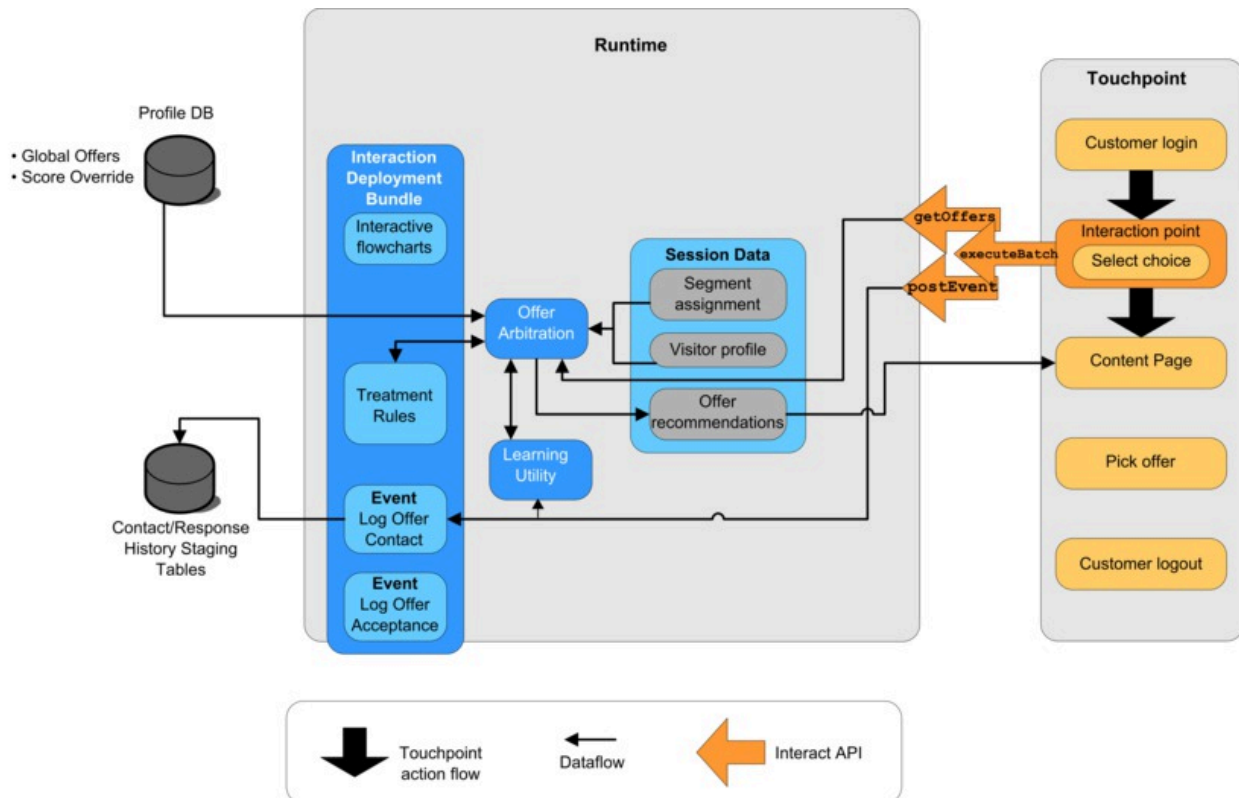 Runtime
Touchpoint
Profile DB
• Global Offers
• Score Override
Interaction
Deployment
Bundle
Interactive
flowcharts
Treatment
Rules
Event
Log Offer
Contact
Event
Log Offer
Acceptance
Contact/Response
History Staging
Tables
Offer
Arbitration
Learning
Utility
Session Data
Segment
assignment
Visitor profile
Offer
recommendations
getOffers
executeBatch
postEvent
Customer login
Interaction point
Select choice
Content Page
Pick offer
Customer logout
Touchpoint
action flow
Dataflow
Interact API